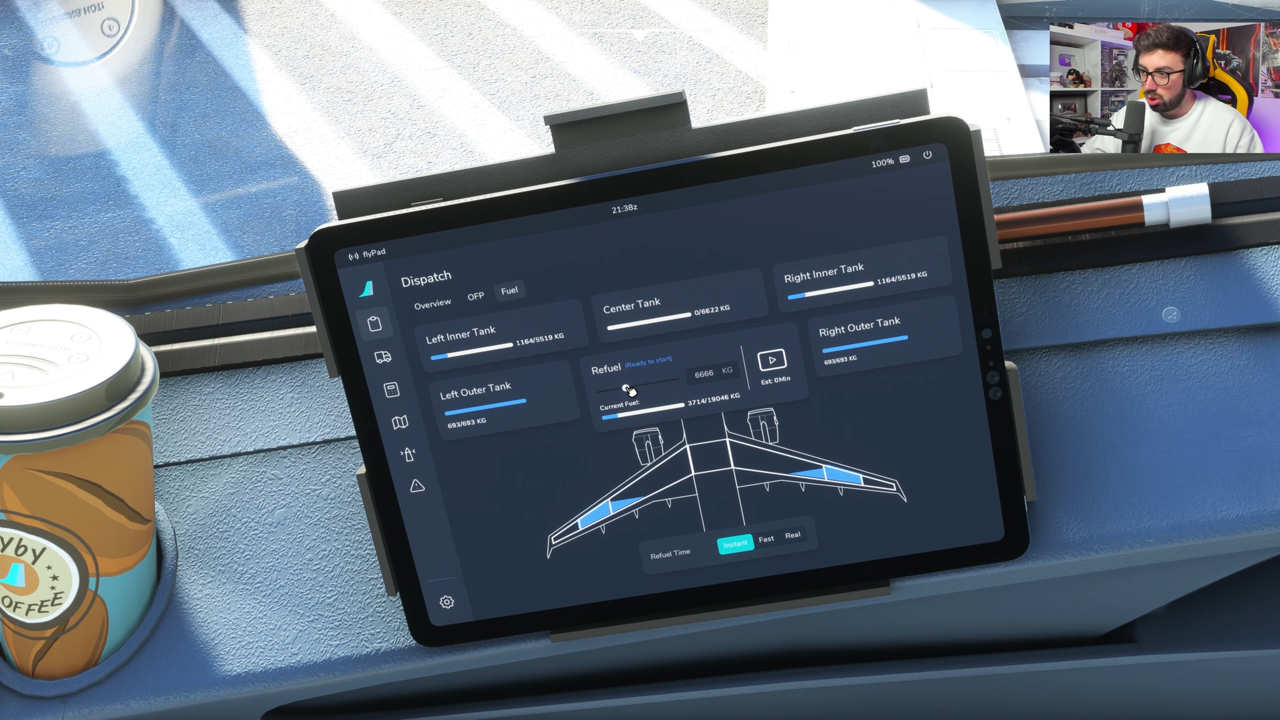 100%
21:38z
flyPad
Dispatch
Overview OFP Fuel
Left Inner Tank
1164/5519 KG
Center Tank
0/6622 KG
Right Inner Tank
1164/5519 KG
Left Outer Tank
693/693 KG
Refuel (Ready to start)
6666 KG
Current Fuel:
3714/19046 KG
Est: 0Min
Right Outer Tank
693/693 KG
Refuel Time Instant Fast Real
yby
OFFEE